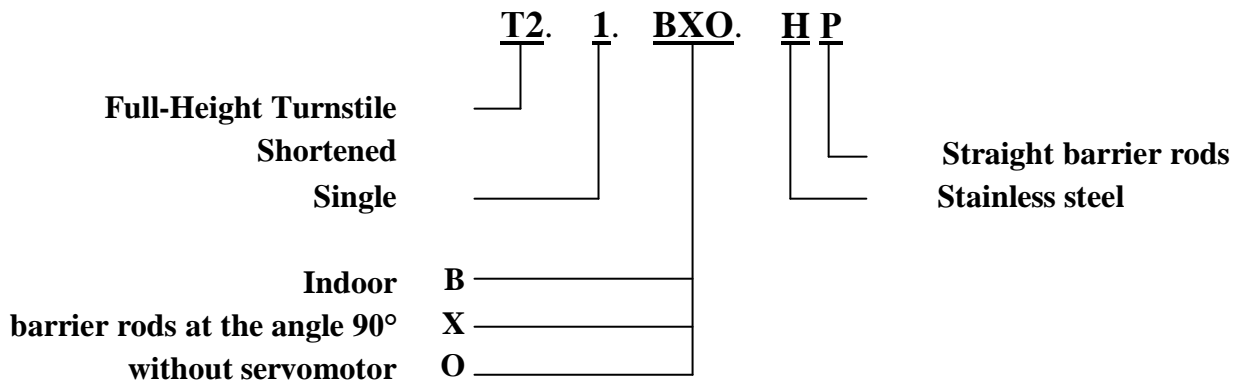 T2. 1. BXO. H P
Full-Height Turnstile
Shortened
Straight barrier rods
Single
Stainless steel
Indoor B
barrier rods at the angle 90° X
without servomotor O